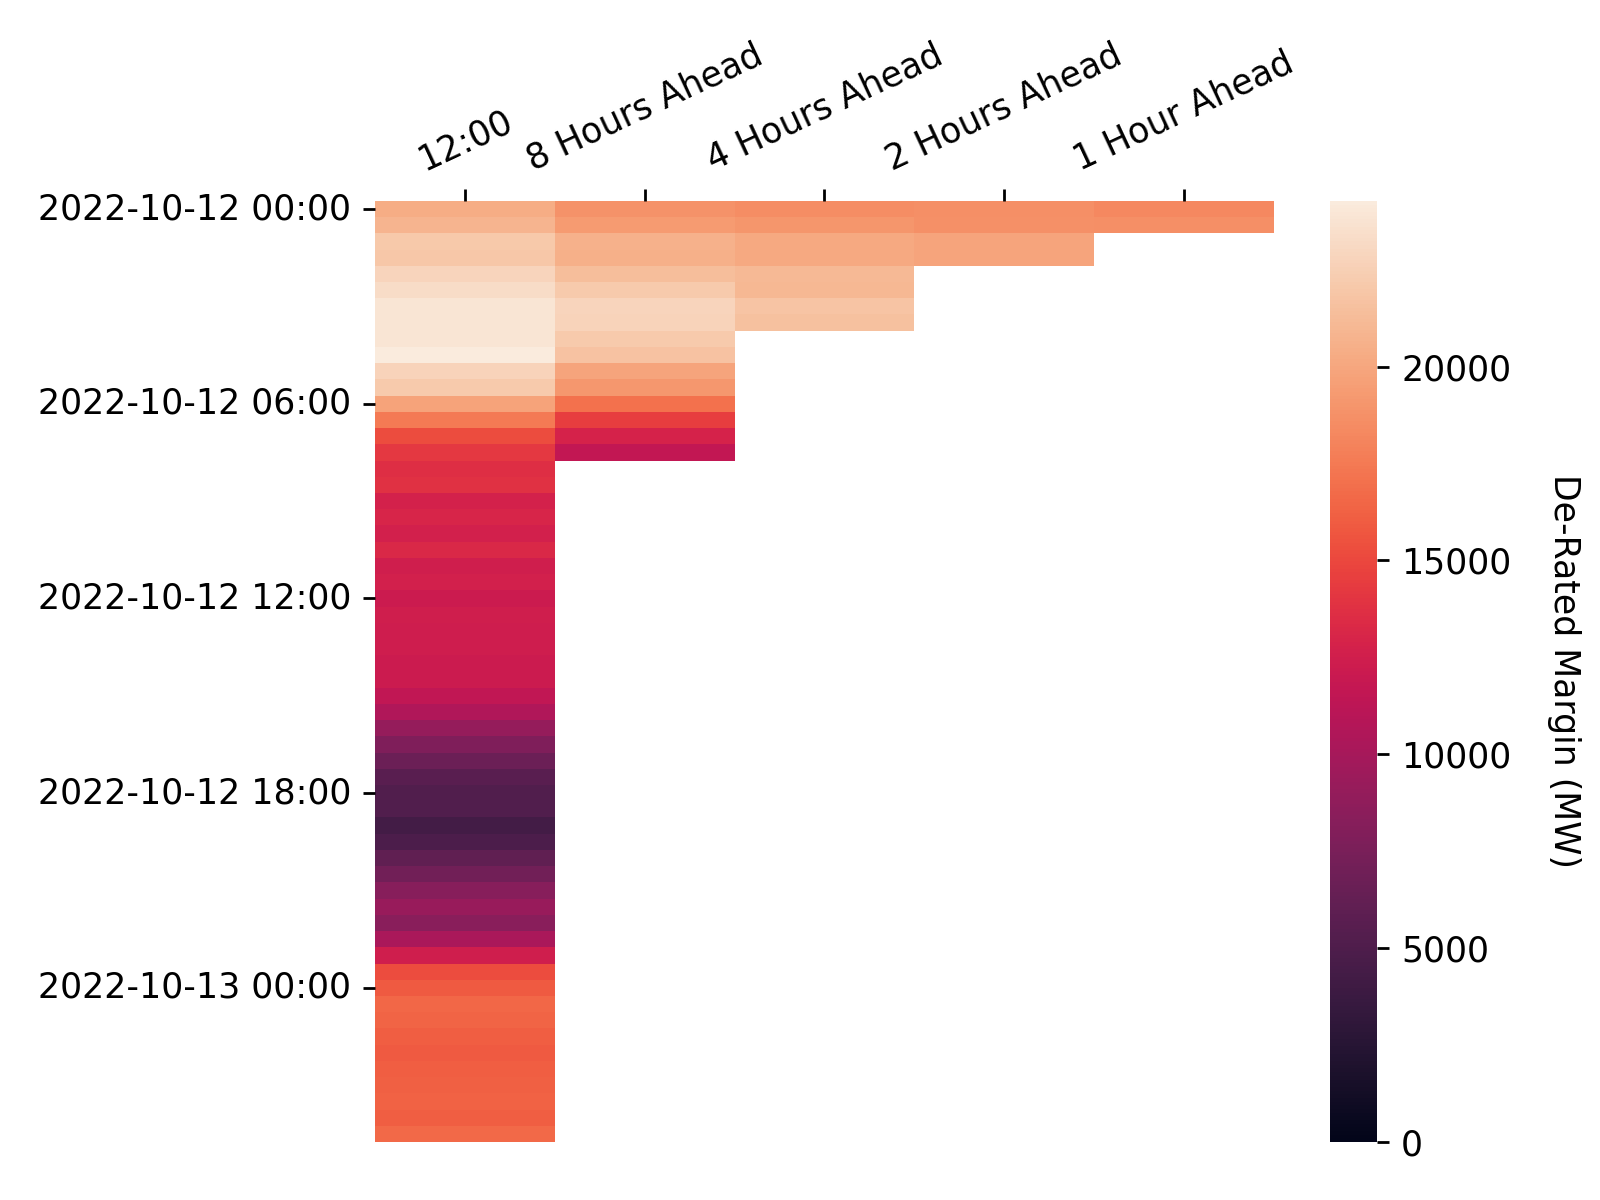 12:00
8 Hours Ahead
4 Hours Ahead
2 Hours Ahead
1 Hour Ahead
2022-10-12 00:00
2022-10-12 06:00
2022-10-12 12:00
2022-10-12 18:00
2022-10-13 00:00
20000
15000
10000
5000
0
De-Rated Margin (MW)